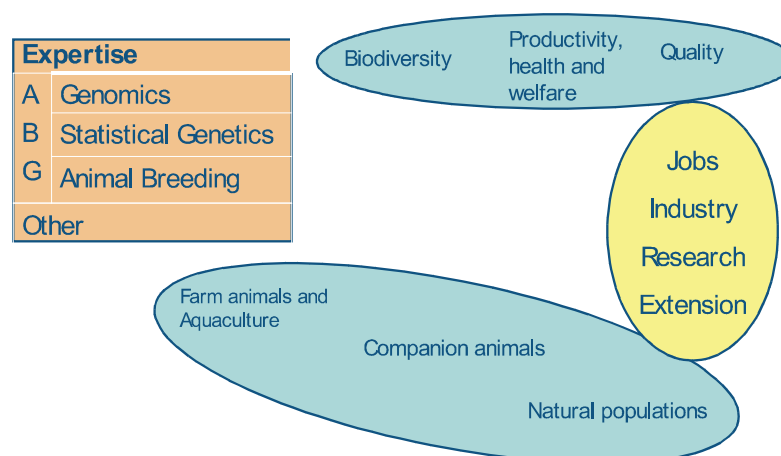 Expertise
A Genomics
B Statistical Genetics
G Animal Breeding
Other
Biodiversity
Productivity,
health and
welfare
Quality
Jobs
Industry
Research
Extension
Farm animals and
Aquaculture
Companion animals
Natural populations